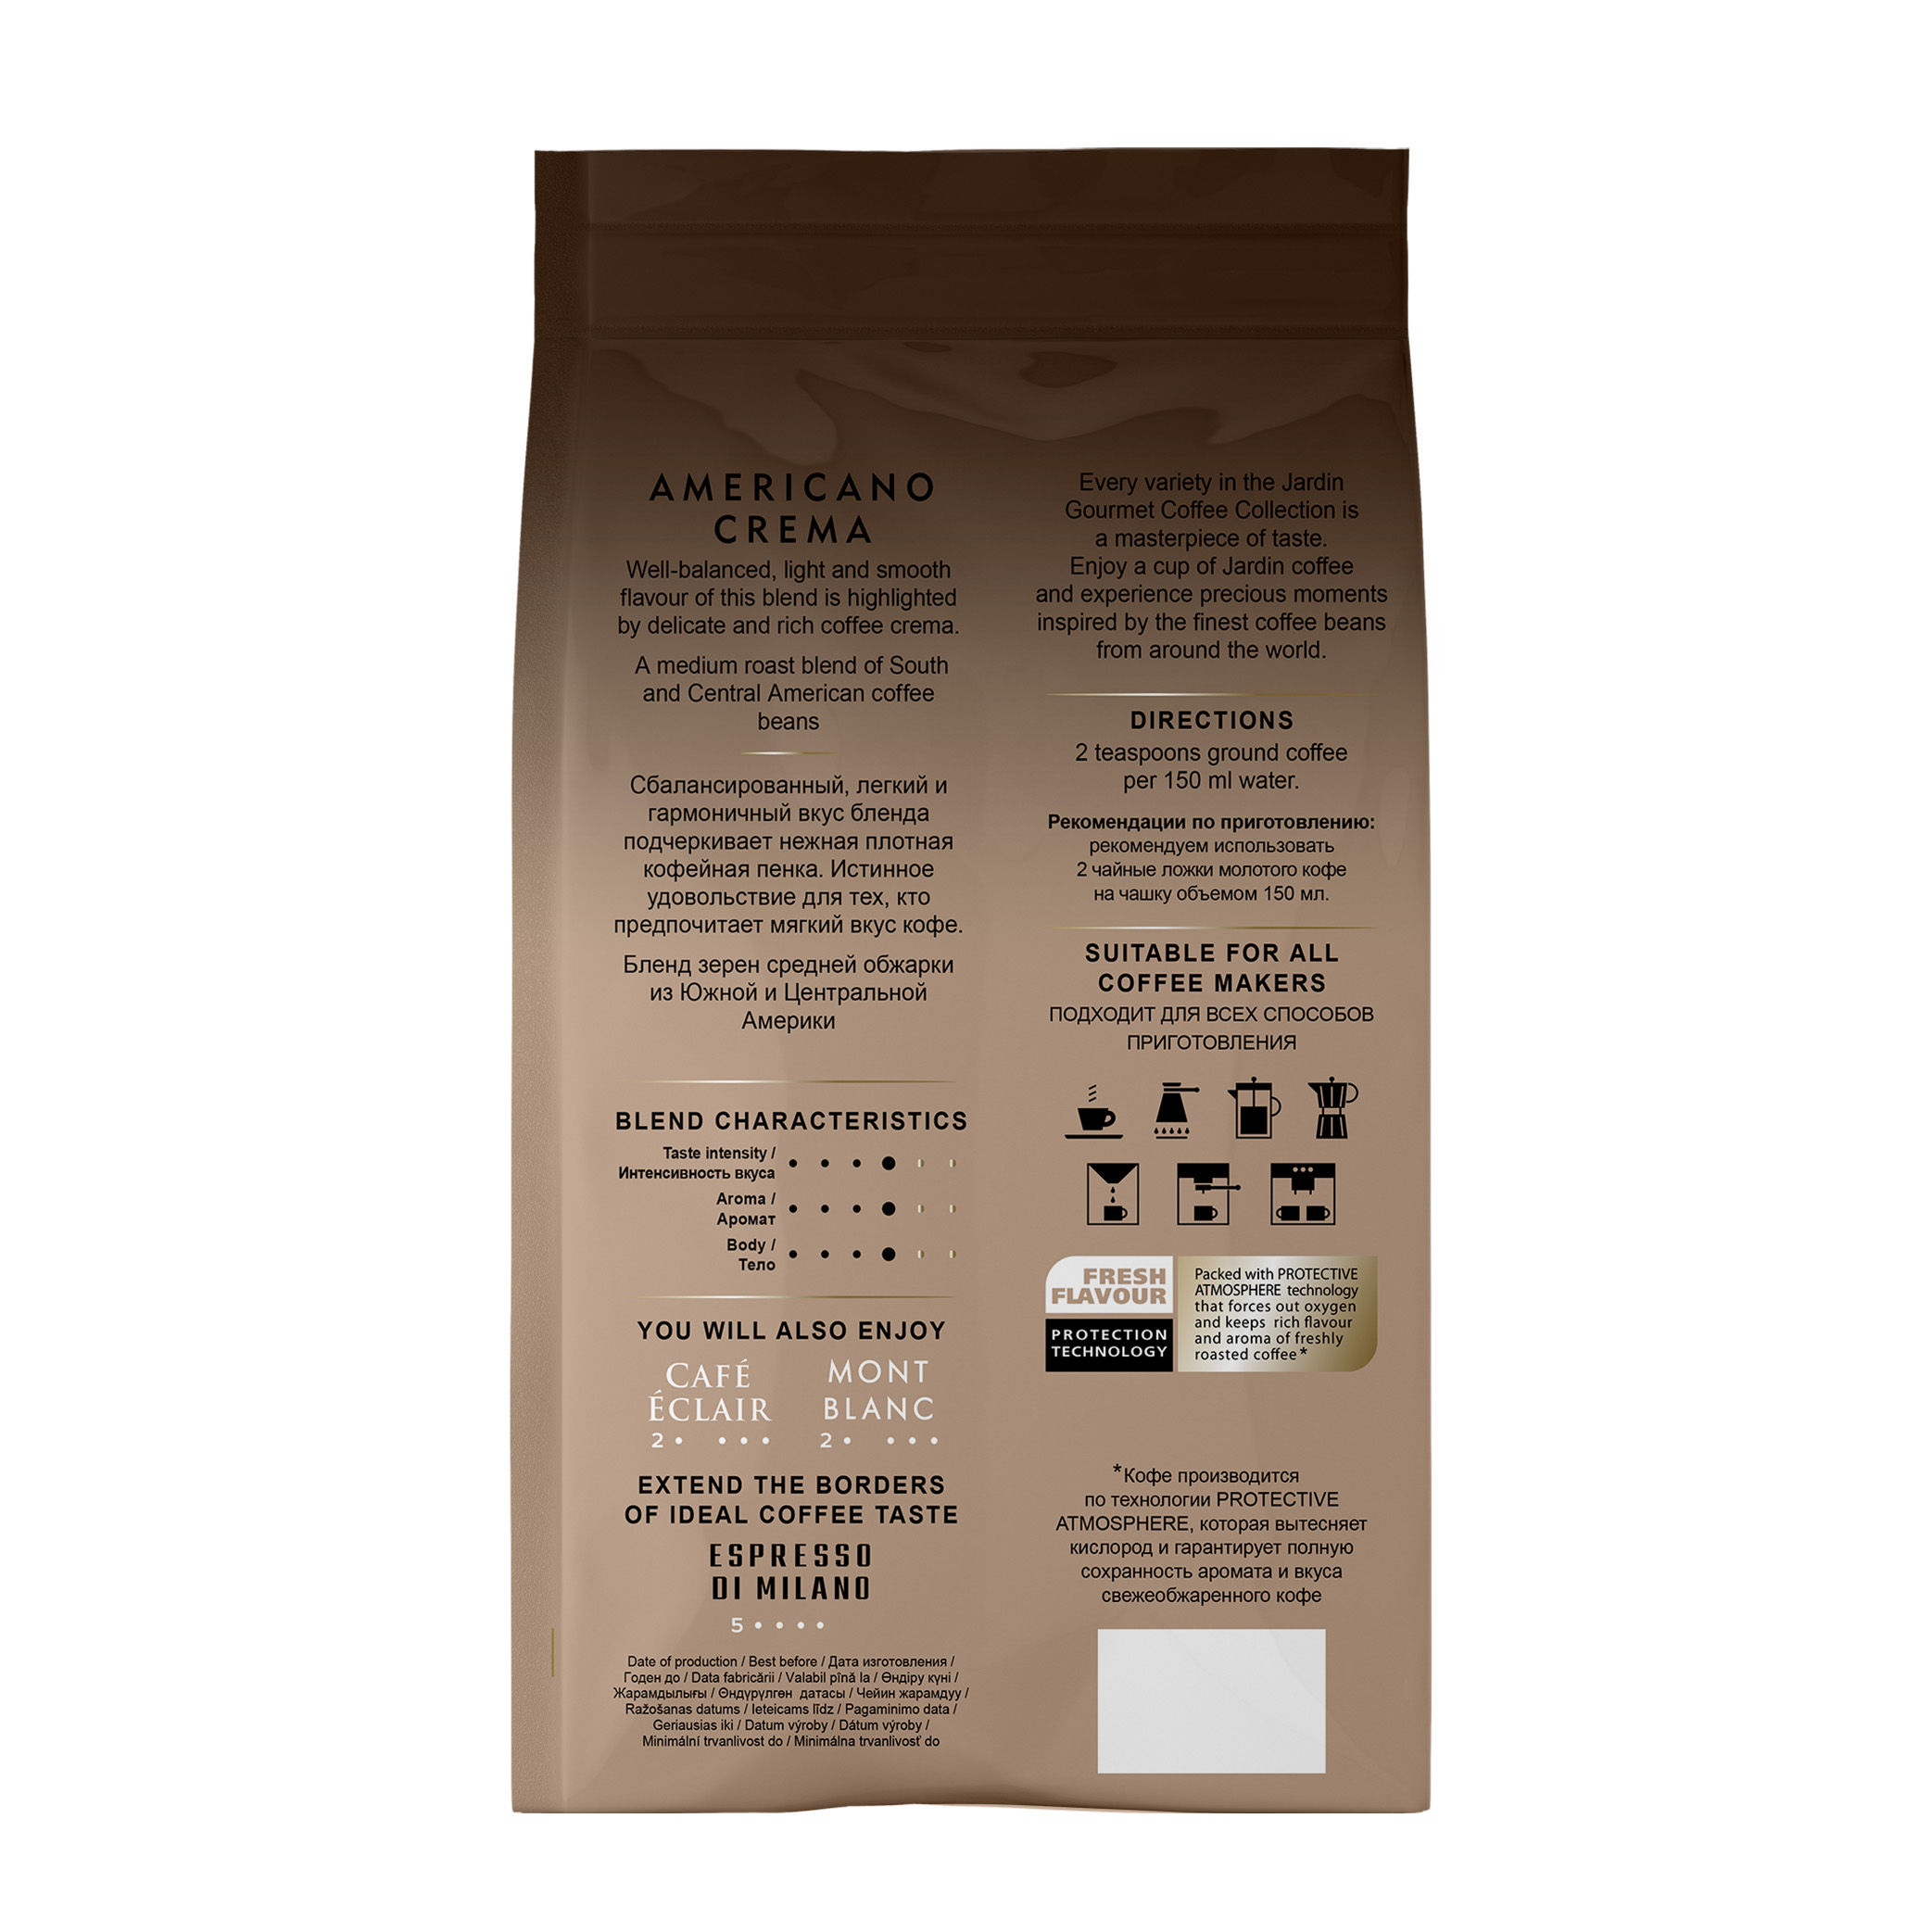 AMERICANO
CREMA
Well-balanced, light and smooth
flavour of this blend is highlighted
by delicate and rich coffee crema.
A medium roast blend of South
and Central American coffee
beans
Сбалансированный, легкий и
гармоничный вкус бленда
подчеркивает нежная плотная
кофейная пенка. Истинное
удовольствие для тех, кто
предпочитает мягкий вкус кофе.
Бленд зерен средней обжарки
из Южной и Центральной
Америки
BLEND CHARACTERISTICS
Taste intensity /
Интенсивность вкуса
Aroma /
Аромат
Body /
Тело
YOU WILL ALSO ENJOY
CAFÉ
ÉCLAIR
2
MONT
BLANC
2
EXTEND THE BORDERS
OF IDEAL COFFEE TASTE
ESPRESSO
DI MILANO
5
Date of production / Best before / Дата изготовления /
Годен до / Data fabricării / Valabil pînă la / Өндіру күні /
Жарамдылығы / Өндүрүлгөн датасы / Чейин жарамдуу /
Ražošanas datums / Ieteicams līdz / Pagaminimo data /
Geriausias iki / Datum výroby / Dátum výroby /
Minimální trvanlivost do / Minimálna trvanlivosť do
Every variety in the Jardin
Gourmet Coffee Collection is
a masterpiece of taste.
Enjoy a cup of Jardin coffee
and experience precious moments
inspired by the finest coffee beans
from around the world.
DIRECTIONS
2 teaspoons ground coffee
per 150 ml water.
Рекомендации по приготовлению:
рекомендуем использовать
2 чайные ложки молотого кофе
на чашку объемом 150 мл.
SUITABLE FOR ALL
COFFEE MAKERS
ПОДХОДИТ ДЛЯ ВСЕХ СПОСОБОВ
ПРИГОТОВЛЕНИЯ
FRESH
FLAVOUR
PROTECTION
TECHNOLOGY
Packed with PROTECTIVE
ATMOSPHERE technology
that forces out oxygen
and keeps rich flavour
and aroma of freshly
roasted coffee*
*Кофе производится
по технологии PROTECTIVE
ATMOSPHERE, которая вытесняет
кислород и гарантирует полную
сохранность аромата и вкуса
свежеобжаренного кофе